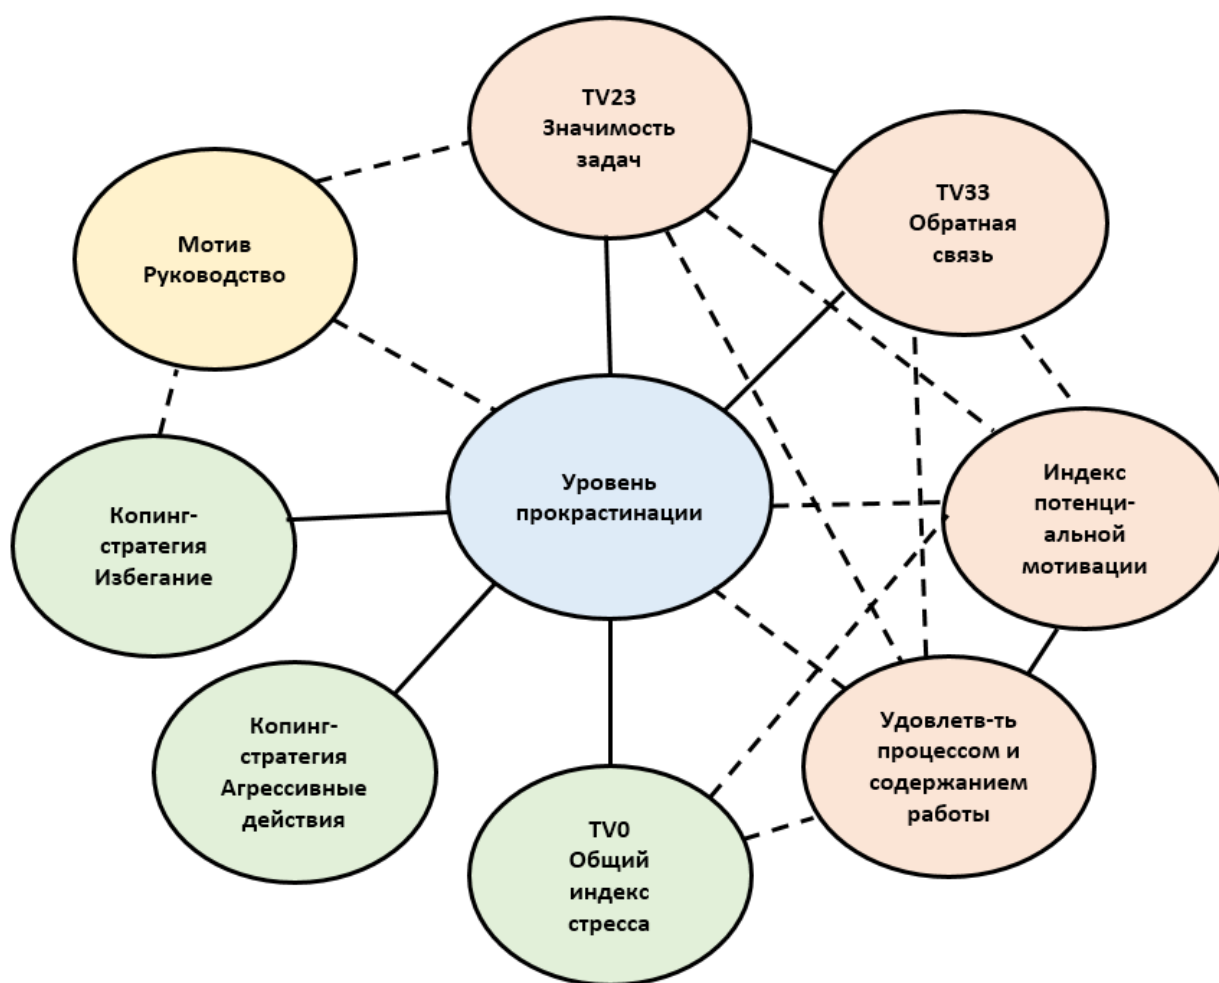 TV23
Значимость
задач
TV33
Обратная
связь
Мотив
Руководство
Уровень
прокрастинации
Индекс
потенци-
альной
мотивации
Копинг-
стратегия
Избегание
Копинг-
стратегия
Агрессивные
действия
Удовлетв-ть
процессом и
содержанием
работы
TV0
Общий
индекс
стресса